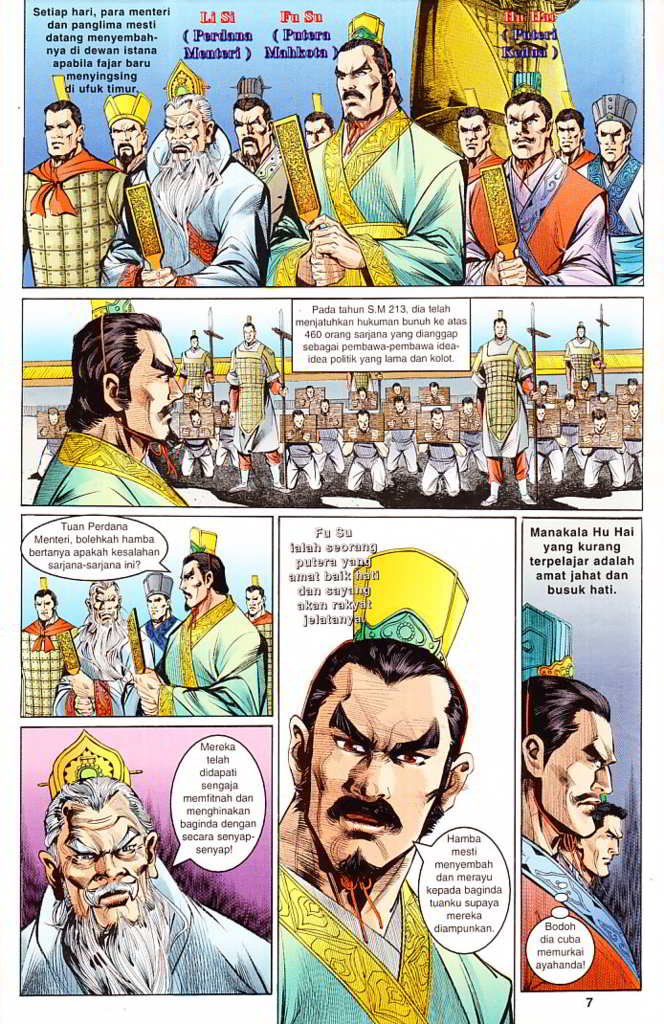 Setiap hari, para menteri
dan panglima mesti
datang menyembah-
nya di dewan istana
apabila fajar baru
menyingsing
di ufuk timur.
Li Si
( Perdana
Menteri )
Fu Su
( Putera
Mahkota )
Hu Hai
( Puteri
Kedua )
Pada tahun S.M 213, dia telah
menjatuhkan hukuman bunuh ke atas
460 orang sarjana yang dianggap
sebagai pembawa-pembawa idea-
idea politik yang lama dan kolot.
Tuan Perdana
Menteri, bolehkah hamba
bertanya apakah kesalahan
sarjana-sarjana ini?
Mereka
telah
didapati
sengaja
memfitnah dan
menghinakan
baginda dengan
secara senyap-
senyap!
Fu Su
ialah seorang
putera yang
amat baik hati
dan sayang
akan rakyat
jelatanya!
Hamba
mesti
menyembah
dan merayu
kepada baginda
tuanku supaya
mereka
diampunkan.
Manakala Hu Hai
yang kurang
terpelajar adalah
amat jahat dan
busuk hati.
Bodoh
dia cuba
memurkai
ayahanda!
7